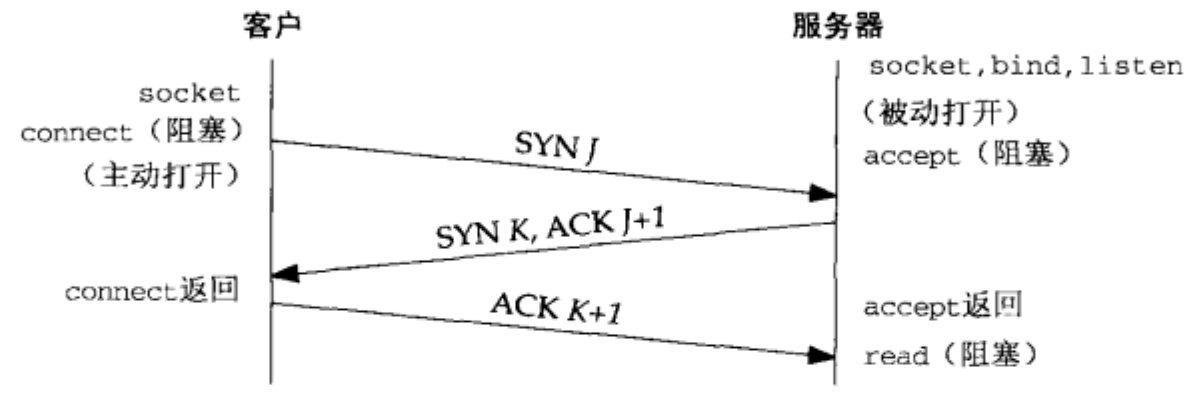 客户
服务器
socket
connect（阻塞）
（主动打开）
socket,bind,listen
（被动打开）
accept（阻塞）
SYN J
SYN K, ACK J+1
connect返回
ACK K+1
accept返回
read（阻塞）